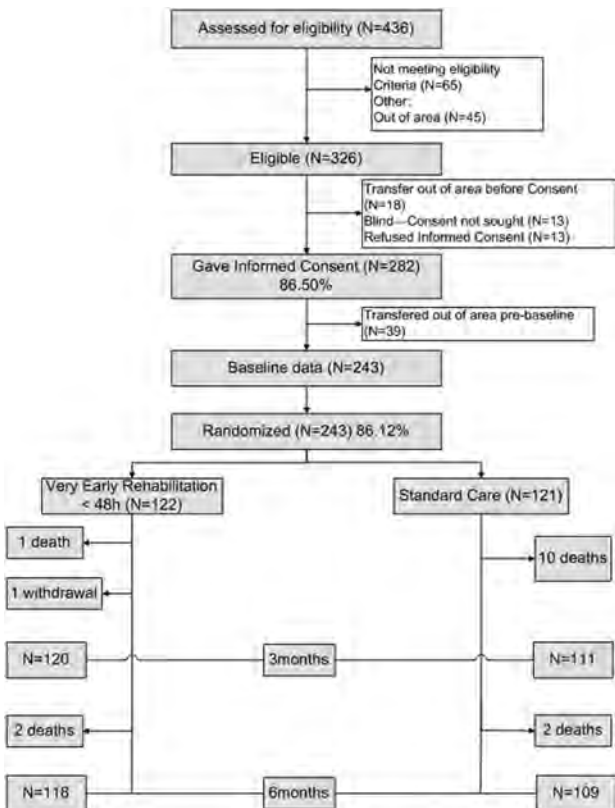 Assessed for eligibility (N=436)
Not meeting eligibility
Criteria (N=65)
Other:
Out of area (N=45)
Eligible (N=326)
Transfer out of area before Consent
(N=18)
Blind—Consent not sought (N=13)
Refused Informed Consent (N=13)
Gave Informed Consent (N=282)
86.50%
Transferred out of area pre-baseline
(N=39)
Baseline data (N=243)
Randomized (N=243) 86.12%
Very Early Rehabilitation
< 48h (N=122)
Standard Care (N=121)
1 death
10 deaths
1 withdrawal
N=120
3months
N=111
2 deaths
2 deaths
N=118
6months
N=109